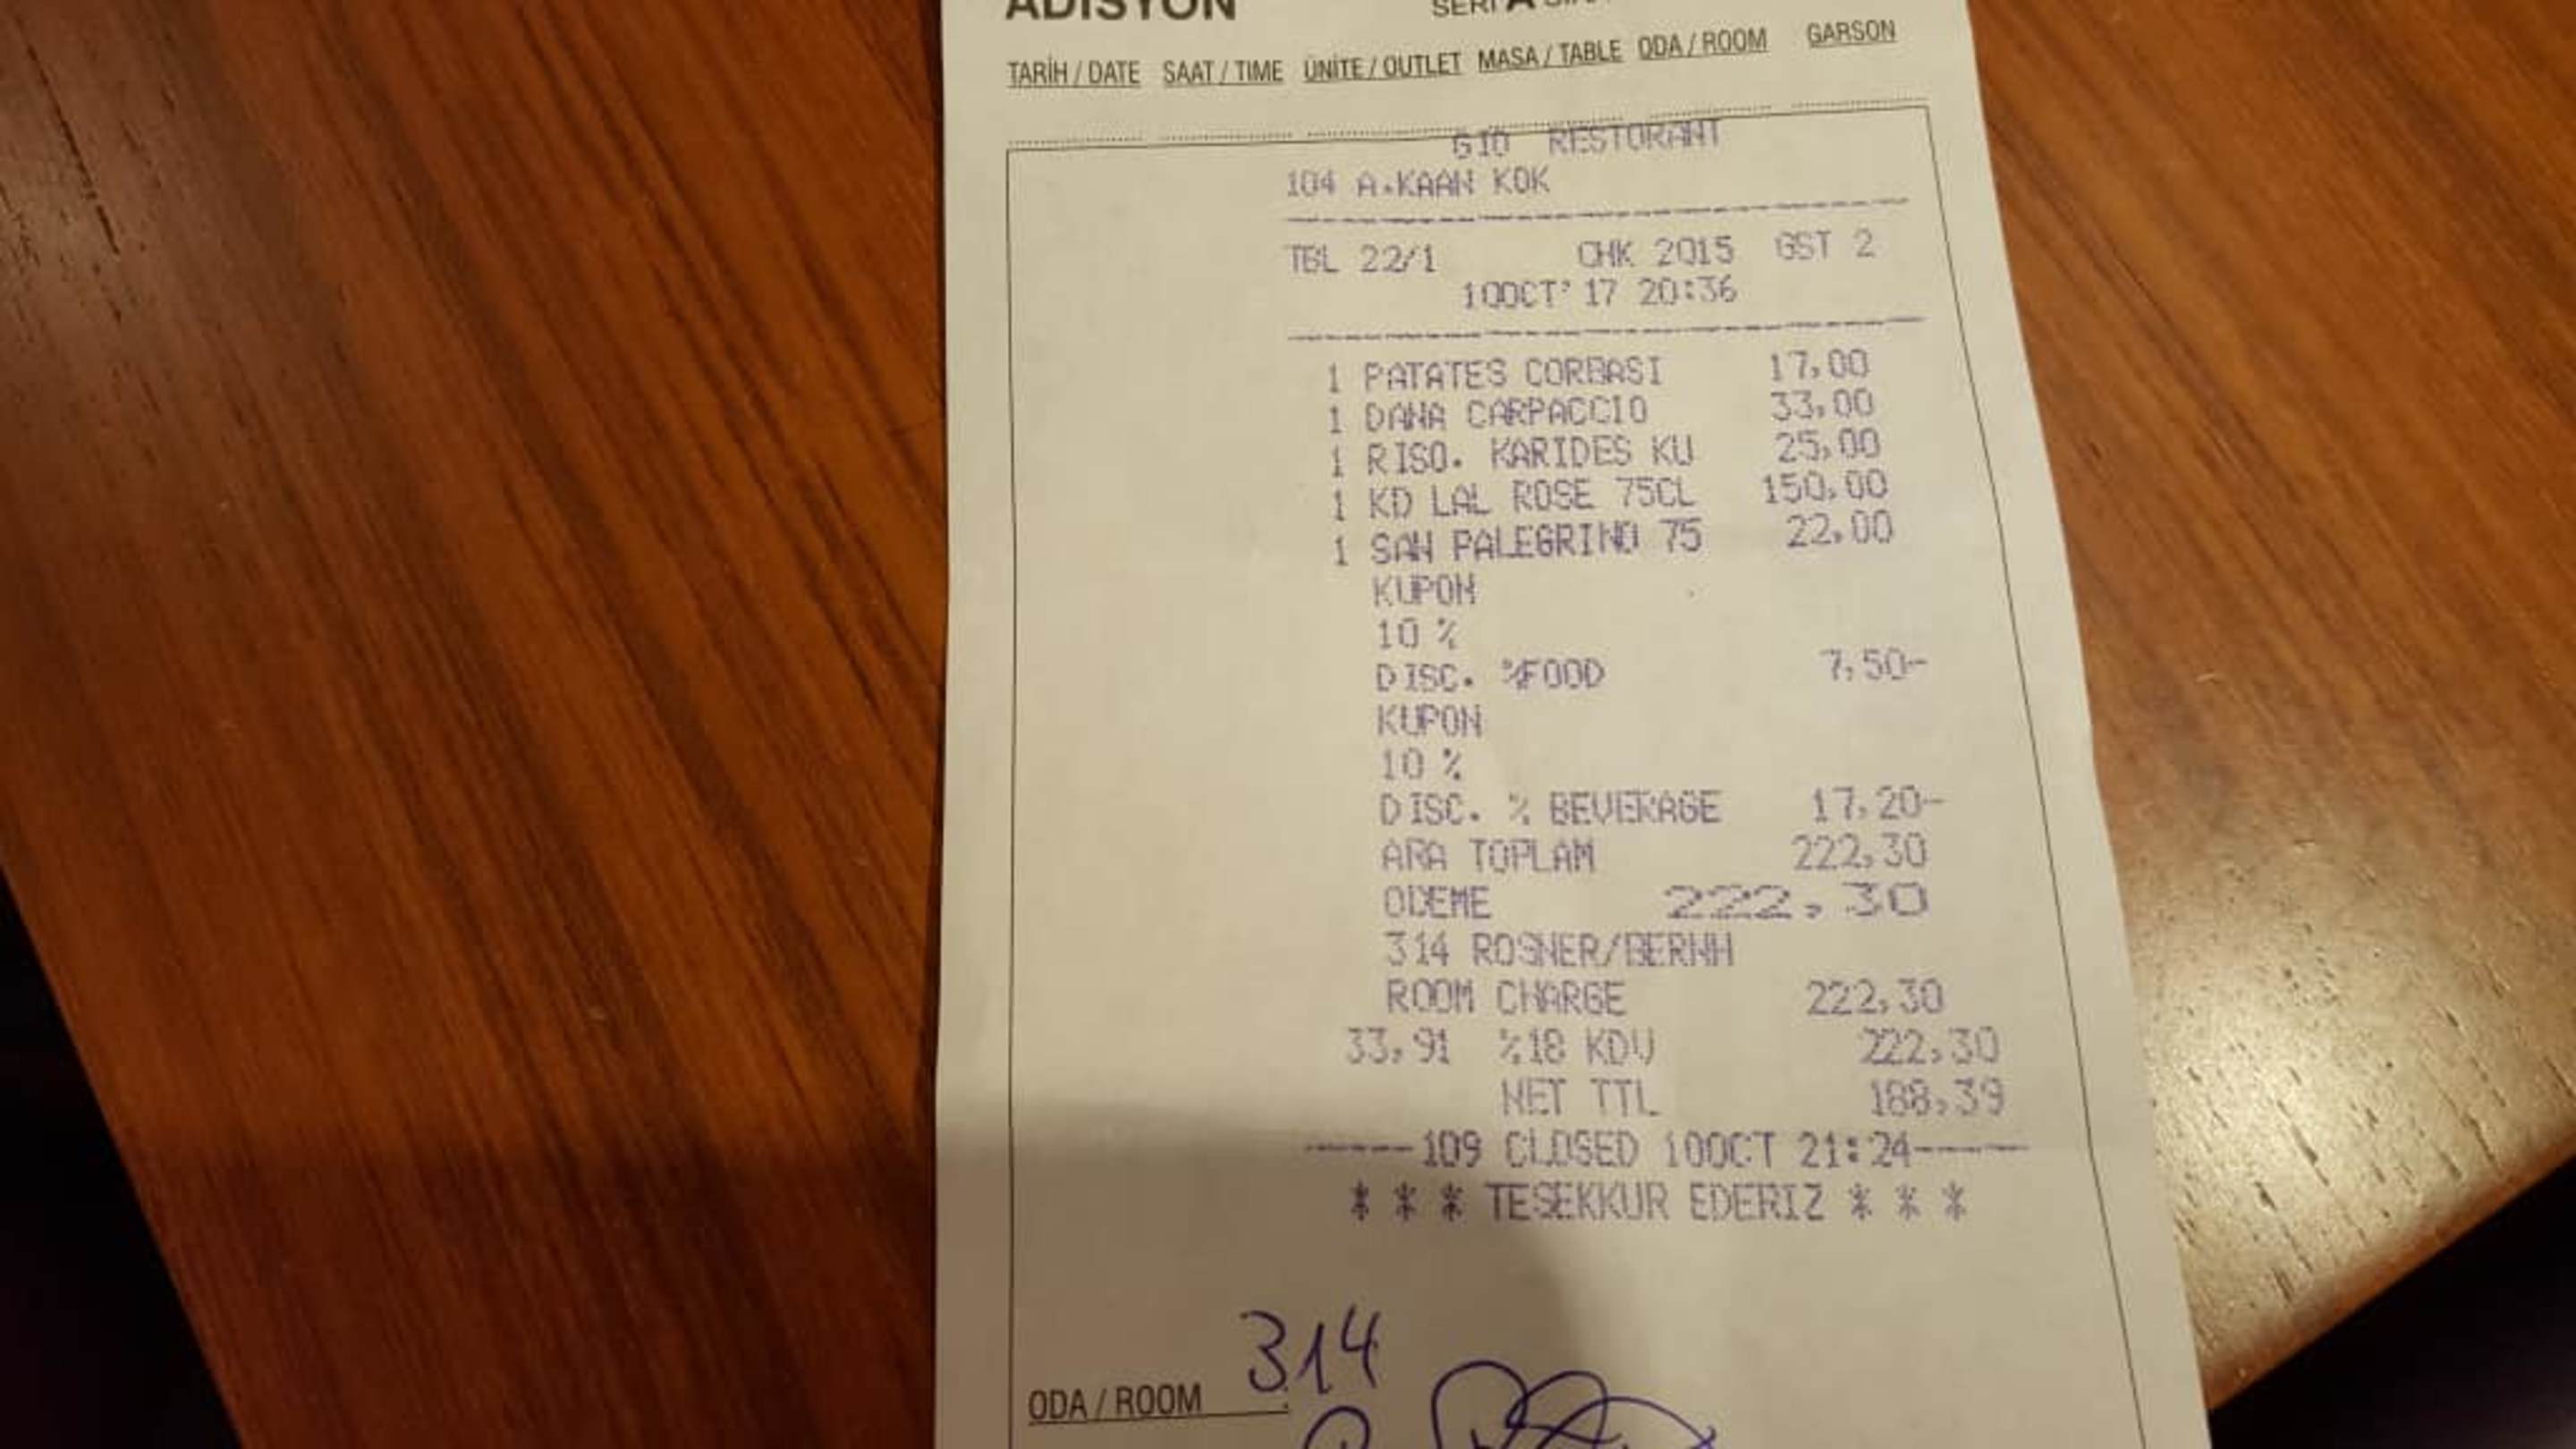 ADİSYON SERİ A
TARİH / DATE SAAT / TIME ÜNİTE / OUTLET MASA / TABLE ODA / ROOM GARSON
GIO RESTORANT
104 A.KAAN KOK
TBL 22/1 CHK 2015 GST 2
10OCT'17 20:36
1 PATATES CORBASI 17,00
1 DANA CARPACCIO 33,00
1 RISO. KARIDES KU 25,00
1 KD LAL ROSE 75CL 150,00
1 SAN PALEGRINO 75 22,00
KUPON
10 %
DISC. %FOOD 7,50-
KUPON
10 %
DISC. % BEVERAGE 17,20-
ARA TOPLAM 222,30
ODEME 222,30
314 ROSNER/BERNH
ROOM CHARGE 222,30
33,91 %18 KDV 222,30
NET TTL 188,39
-----109 CLOSED 10OCT 21:24-----
* * * TESEKKUR EDERIZ * * *
314
ODA / ROOM